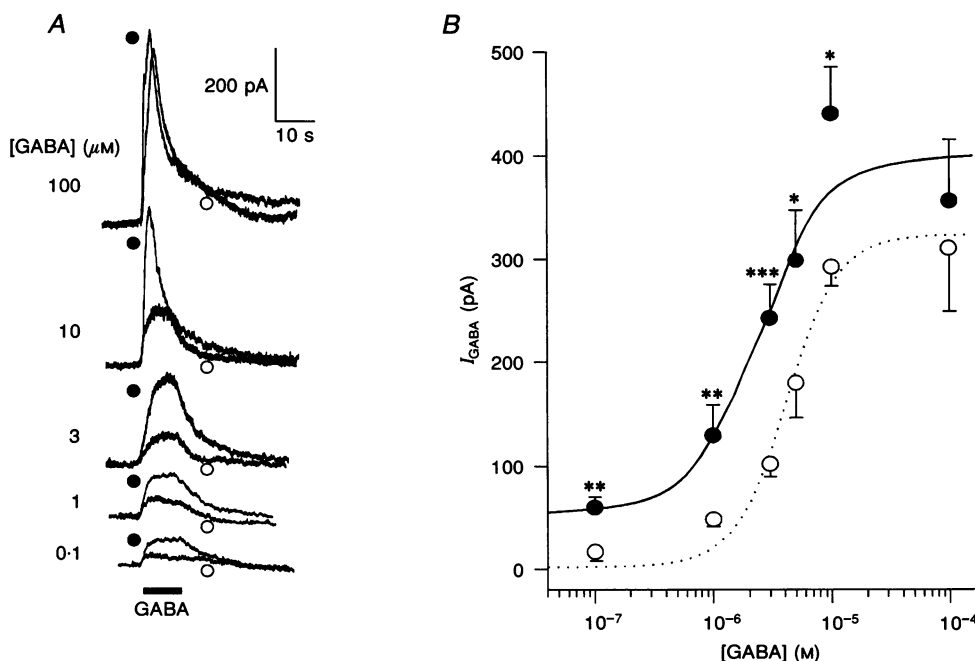 A
200 pA
10 s
[GABA] (μM)
100
10
3
1
0·1
GABA
B
500
400
300
200
100
0
I_GABA (pA)
*
*
***
**
**
10⁻⁷
10⁻⁶
10⁻⁵
10⁻⁴
[GABA] (M)